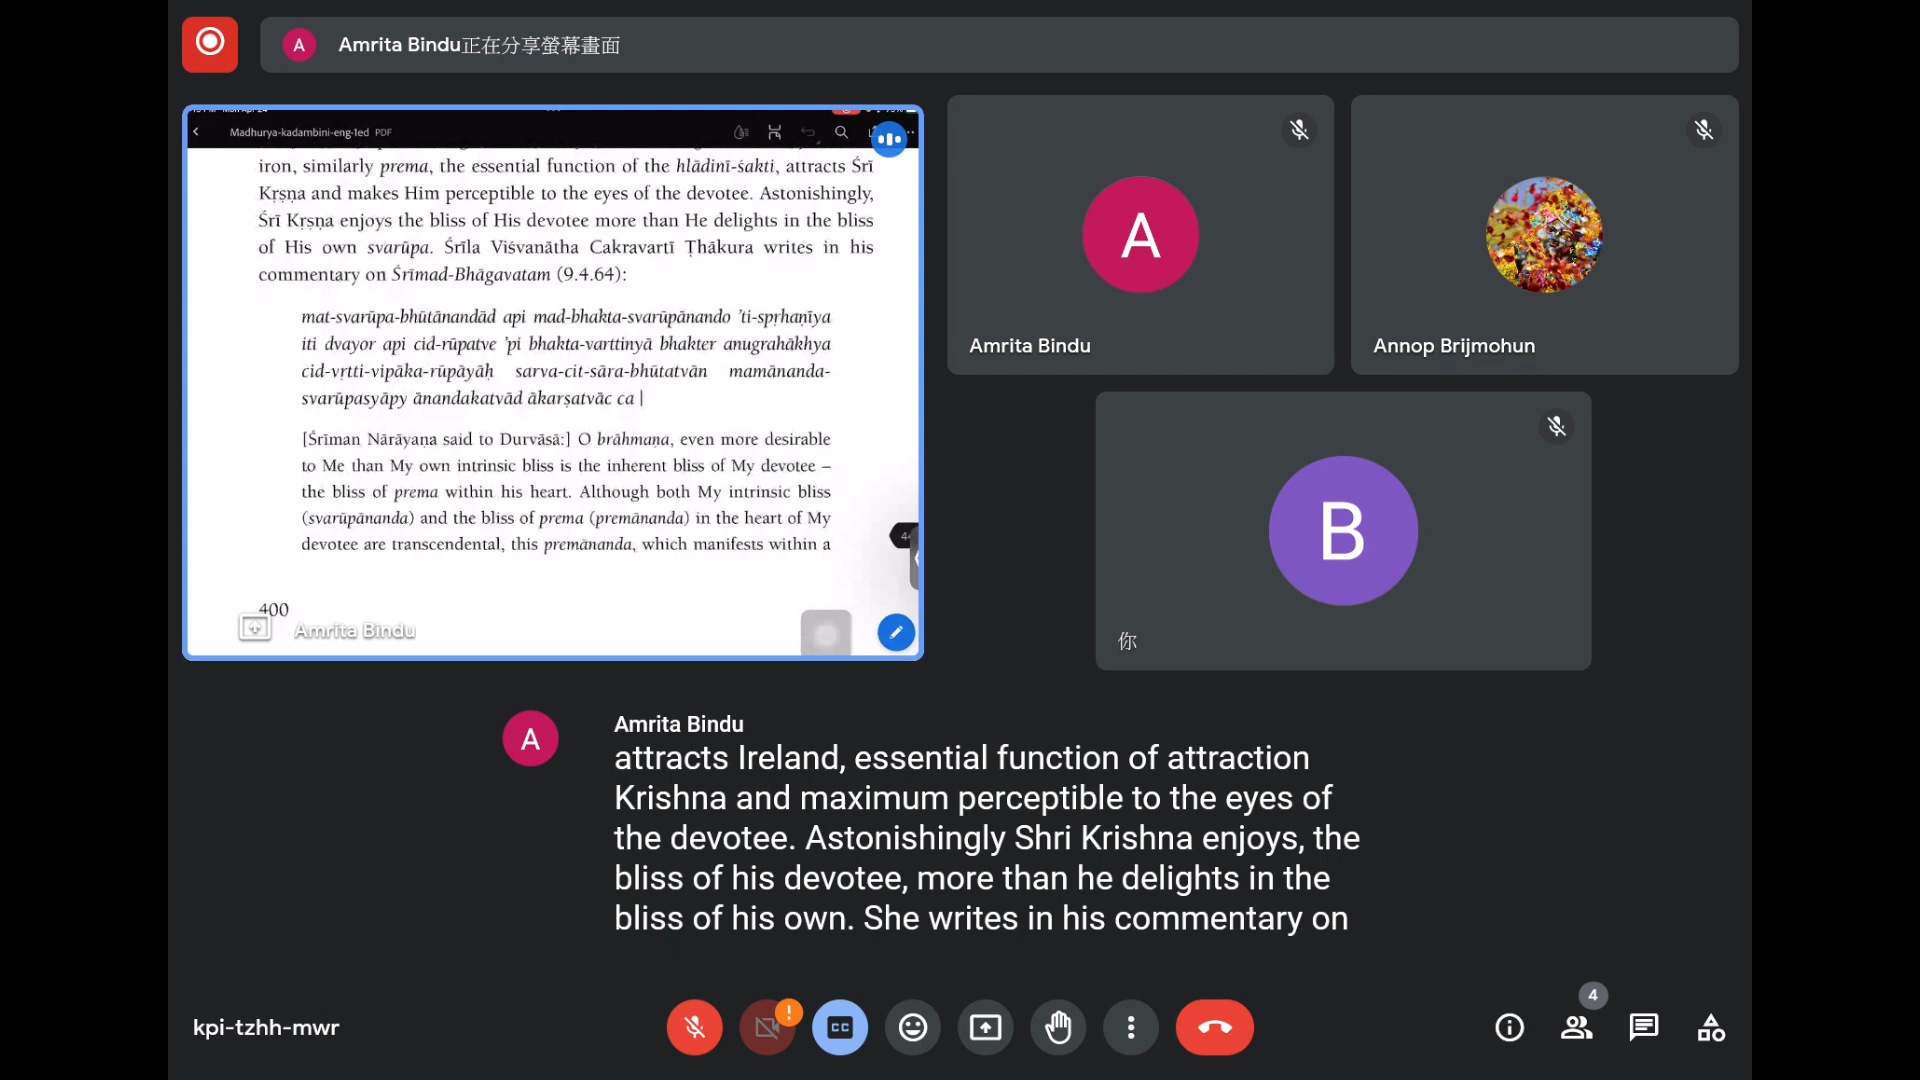 A Amrita Bindu正在分享螢幕畫面
Madhurya-kadambini-eng-1ed PDF
iron, similarly prema, the essential function of the hlādinī-śakti, attracts Śrī
Kṛṣṇa and makes Him perceptible to the eyes of the devotee. Astonishingly,
Śrī Kṛṣṇa enjoys the bliss of His devotee more than He delights in the bliss
of His own svarūpa. Śrīla Viśvanātha Cakravartī Ṭhākura writes in his
commentary on Śrīmad-Bhāgavatam (9.4.64):
mat-svarūpa-bhūtānandād api mad-bhakta-svarūpānando 'ti-spṛhaṇīya
iti dvayor api cid-rūpatve 'pi bhakta-varttinyā bhakter anugrahākhya
cid-vṛtti-vipāka-rūpāyāḥ sarva-cit-sāra-bhūtatvān mamānanda-
svarūpasyāpy ānandakatvād ākarṣatvāc ca |
[Śrīman Nārāyaṇa said to Durvāsā:] O brāhmaṇa, even more desirable
to Me than My own intrinsic bliss is the inherent bliss of My devotee –
the bliss of prema within his heart. Although both My intrinsic bliss
(svarūpānanda) and the bliss of prema (premānanda) in the heart of My
devotee are transcendental, this premānanda, which manifests within a
400
Amrita Bindu
A
Amrita Bindu
Annop Brijmohun
B
你
A
Amrita Bindu
attracts Ireland, essential function of attraction
Krishna and maximum perceptible to the eyes of
the devotee. Astonishingly Shri Krishna enjoys, the
bliss of his devotee, more than he delights in the
bliss of his own. She writes in his commentary on
kpi-tzhh-mwr
!
CC
4